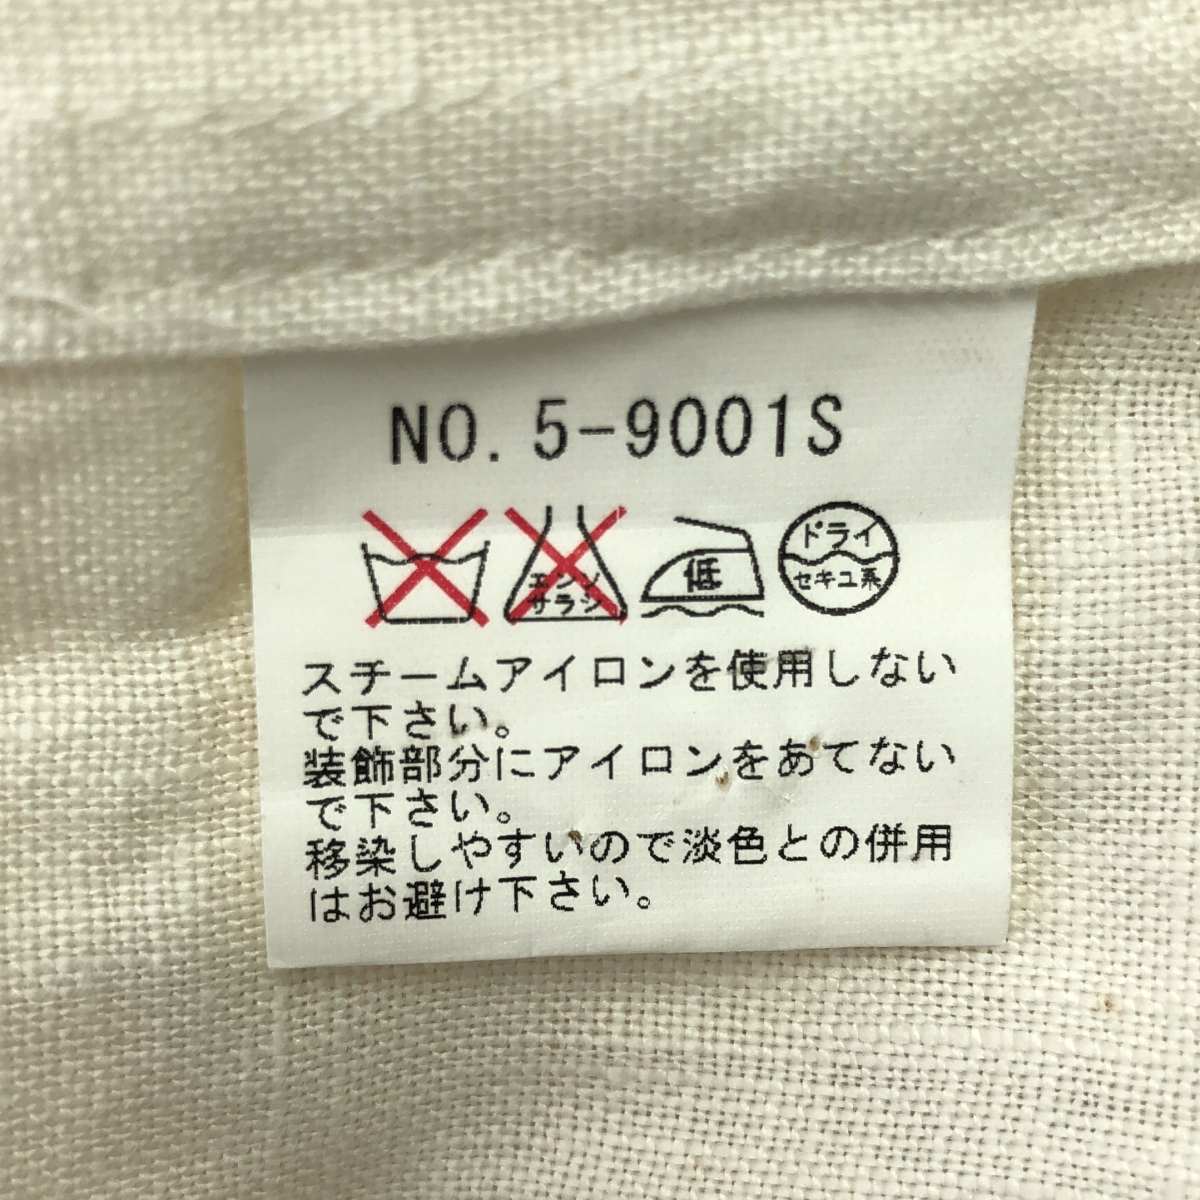 NO. 5-9001S
エンソ
サラシ
低
ドライ
セキユ系
スチームアイロンを使用しない
で下さい。
装飾部分にアイロンをあてない
で下さい。
移染しやすいので淡色との併用
はお避け下さい。